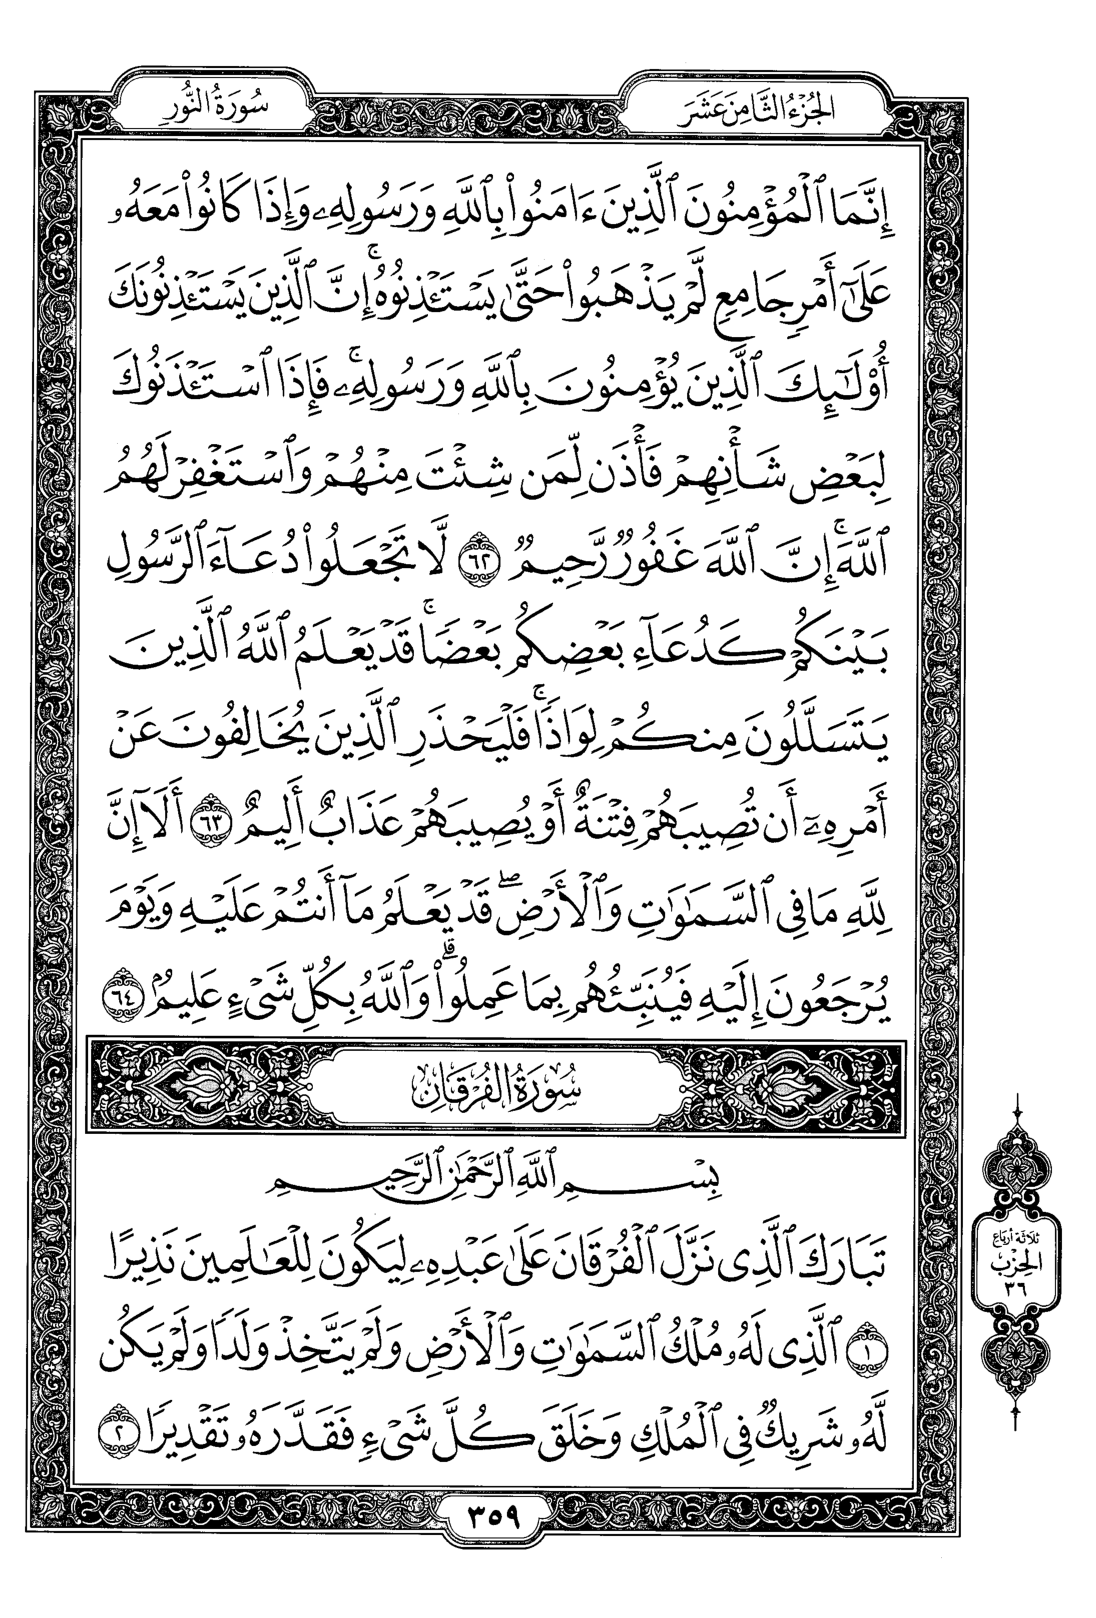 الجُزْءُ الثَّامِنَ عَشَرَ
سُورَةُ النُّورِ
إِنَّمَا ٱلْمُؤْمِنُونَ ٱلَّذِينَ ءَامَنُوا۟ بِٱللَّهِ وَرَسُولِهِۦ وَإِذَا كَانُوا۟ مَعَهُۥ
عَلَىٰٓ أَمْرٍ جَامِعٍ لَّمْ يَذْهَبُوا۟ حَتَّىٰ يَسْتَـْٔذِنُوهُ ۚ إِنَّ ٱلَّذِينَ يَسْتَـْٔذِنُونَكَ
أُو۟لَـٰٓئِكَ ٱلَّذِينَ يُؤْمِنُونَ بِٱللَّهِ وَرَسُولِهِۦ ۚ فَإِذَا ٱسْتَـْٔذَنُوكَ
لِبَعْضِ شَأْنِهِمْ فَأْذَن لِّمَن شِئْتَ مِنْهُمْ وَٱسْتَغْفِرْ لَهُمُ
ٱللَّهَ ۚ إِنَّ ٱللَّهَ غَفُورٌ رَّحِيمٌ ٦٢ لَّا تَجْعَلُوا۟ دُعَآءَ ٱلرَّسُولِ
بَيْنَكُمْ كَدُعَآءِ بَعْضِكُم بَعْضًا ۚ قَدْ يَعْلَمُ ٱللَّهُ ٱلَّذِينَ
يَتَسَلَّلُونَ مِنكُمْ لِوَاذًا ۚ فَلْيَحْذَرِ ٱلَّذِينَ يُخَالِفُونَ عَنْ
أَمْرِهِۦٓ أَن تُصِيبَهُمْ فِتْنَةٌ أَوْ يُصِيبَهُمْ عَذَابٌ أَلِيمٌ ٦٣ أَلَآ إِنَّ
لِلَّهِ مَا فِى ٱلسَّمَـٰوَٰتِ وَٱلْأَرْضِ ۖ قَدْ يَعْلَمُ مَآ أَنتُمْ عَلَيْهِ وَيَوْمَ
يُرْجَعُونَ إِلَيْهِ فَيُنَبِّئُهُم بِمَا عَمِلُوا۟ ۗ وَٱللَّهُ بِكُلِّ شَىْءٍ عَلِيمٌۢ ٦٤
سُورَةُ الفُرْقَانِ
بِسْمِ ٱللَّهِ ٱلرَّحْمَـٰنِ ٱلرَّحِيمِ
تَبَارَكَ ٱلَّذِى نَزَّلَ ٱلْفُرْقَانَ عَلَىٰ عَبْدِهِۦ لِيَكُونَ لِلْعَـٰلَمِينَ نَذِيرًا
١ ٱلَّذِى لَهُۥ مُلْكُ ٱلسَّمَـٰوَٰتِ وَٱلْأَرْضِ وَلَمْ يَتَّخِذْ وَلَدًا وَلَمْ يَكُن
لَّهُۥ شَرِيكٌ فِى ٱلْمُلْكِ وَخَلَقَ كُلَّ شَىْءٍ فَقَدَّرَهُۥ تَقْدِيرًا ٢
ثلاثة أرباع
الحِزْب
٣٦
٣٥٩